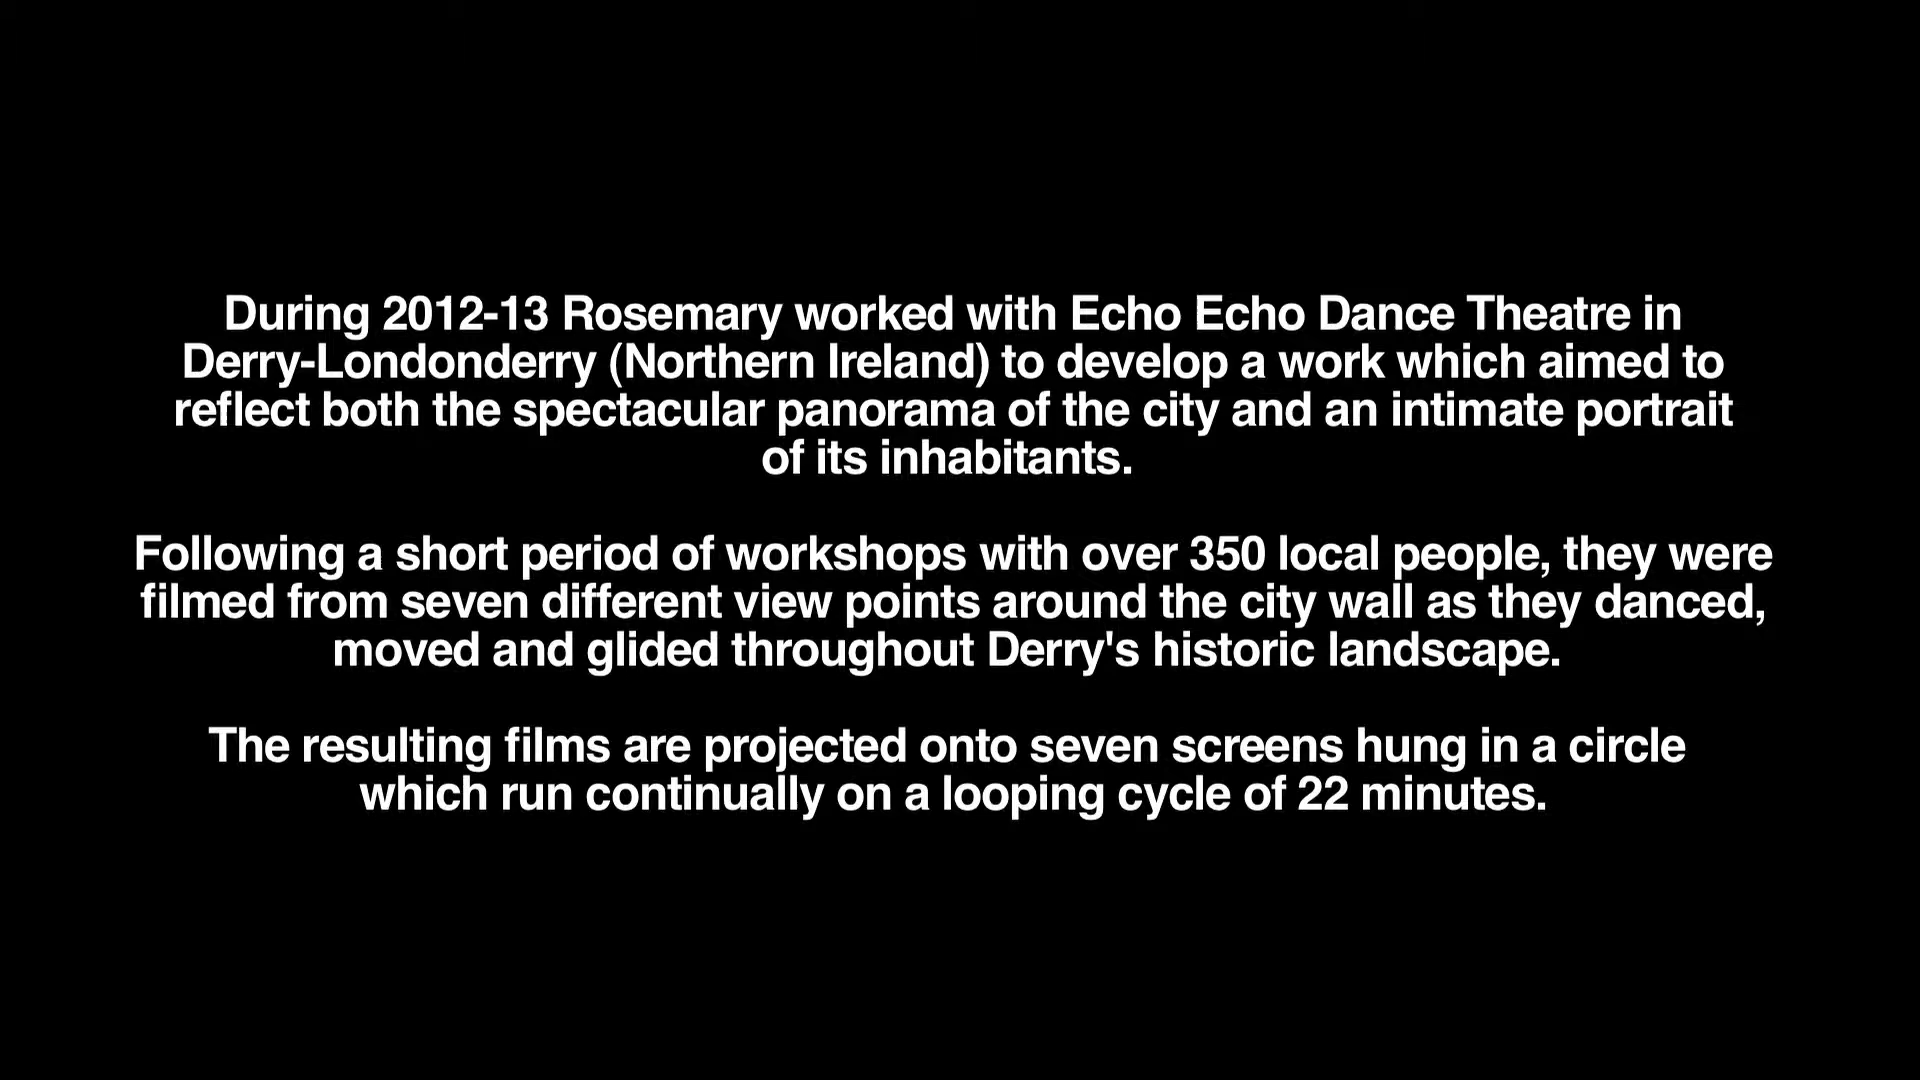 During 2012-13 Rosemary worked with Echo Echo Dance Theatre in
Derry-Londonderry (Northern Ireland) to develop a work which aimed to
reflect both the spectacular panorama of the city and an intimate portrait
of its inhabitants.
Following a short period of workshops with over 350 local people, they were
filmed from seven different view points around the city wall as they danced,
moved and glided throughout Derry's historic landscape.
The resulting films are projected onto seven screens hung in a circle
which run continually on a looping cycle of 22 minutes.